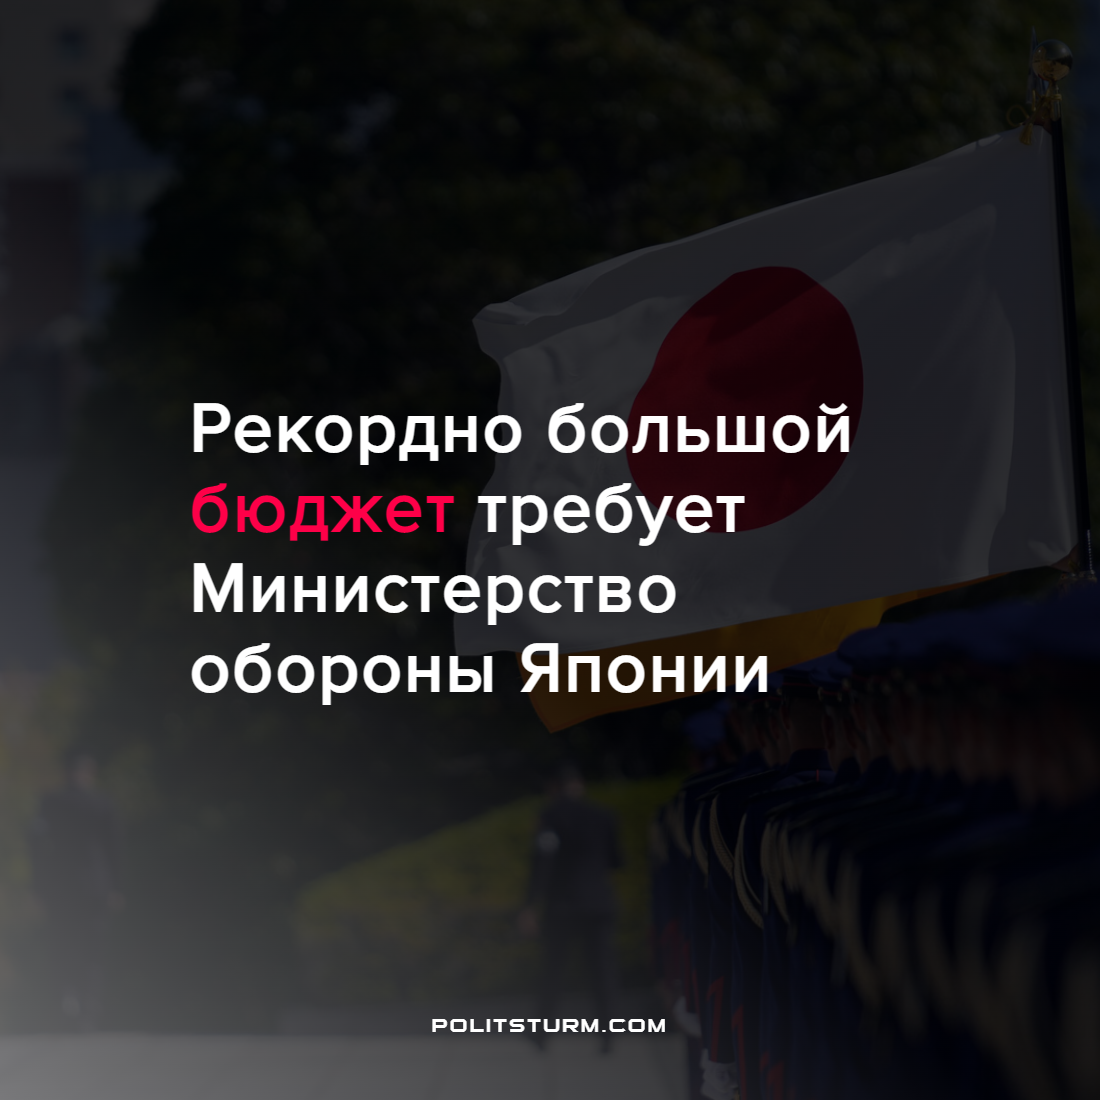 Рекордно большой
бюджет требует
Министерство
обороны Японии
POLITSTURM.COM